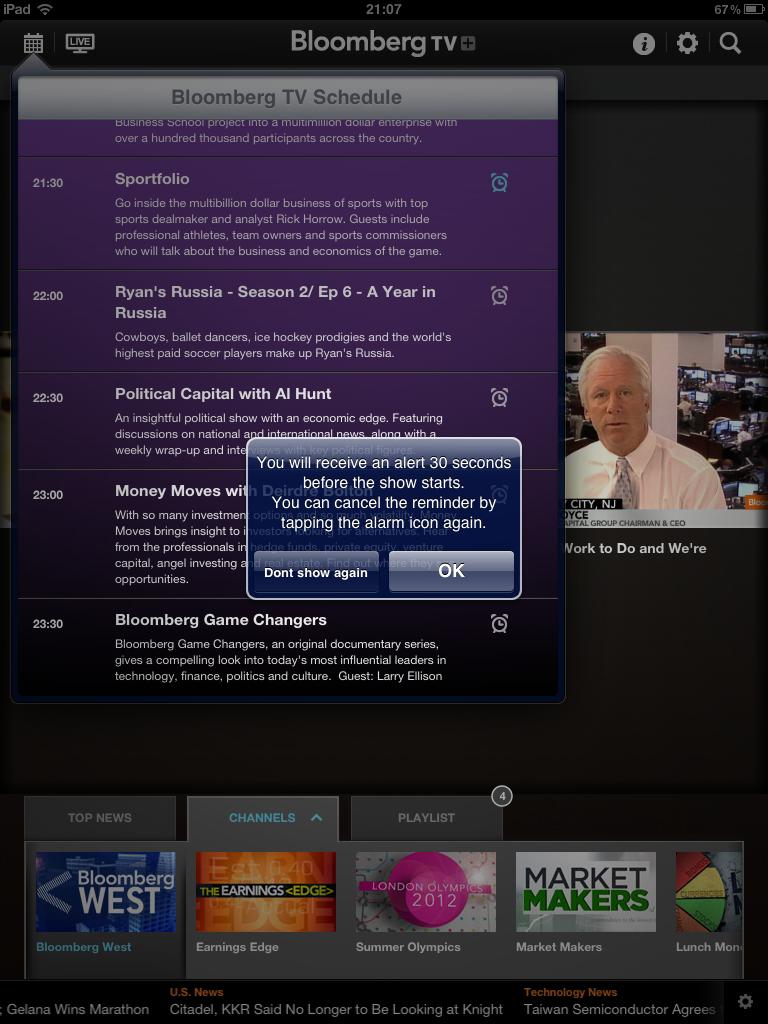 iPad
21:07
67%
LIVE
Bloomberg TV+
Bloomberg TV Schedule
Business School project into a multimillion dollar enterprise with
over a hundred thousand participants across the country.
21:30
Sportfolio
Go inside the multibillion dollar business of sports with top
sports dealmaker and analyst Rick Horrow. Guests include
professional athletes, team owners and sports commissioners
who will talk about the business and economics of the game.
22:00
Ryan's Russia - Season 2/ Ep 6 - A Year in
Russia
Cowboys, ballet dancers, ice hockey prodigies and the world's
highest paid soccer players make up Ryan's Russia.
22:30
Political Capital with Al Hunt
An insightful political show with an economic edge. Featuring
discussions on national and international news, along with a
weekly wrap-up and interviews with key political figures.
23:00
Money Moves with Deirdre Bolton
With so many investment options and so much volatility, Money
Moves brings insight to investors looking for alternatives. Hear
from the professionals in hedge funds, private equity, venture
capital, angel investing and real estate. Find out where they
opportunities.
You will receive an alert 30 seconds
before the show starts.
You can cancel the reminder by
tapping the alarm icon again.
Dont show again
OK
23:30
Bloomberg Game Changers
Bloomberg Game Changers, an original documentary series,
gives a compelling look into today's most influential leaders in
technology, finance, politics and culture. Guest: Larry Ellison
CITY, NJ
OYCE
APITAL GROUP CHAIRMAN & CEO
Bloo
Work to Do and We're
TOP NEWS
CHANNELS
PLAYLIST
4
Bloomberg
WEST
THE EARNINGS <EDGE>
LONDON OLYMPICS
2012
MARKET
MAKERS
CURRENCIES
STOCKS
Bloomberg West
Earnings Edge
Summer Olympics
Market Makers
Lunch Mon
U.S. News
Technology News
; Gelana Wins Marathon
Citadel, KKR Said No Longer to Be Looking at Knight
Taiwan Semiconductor Agrees